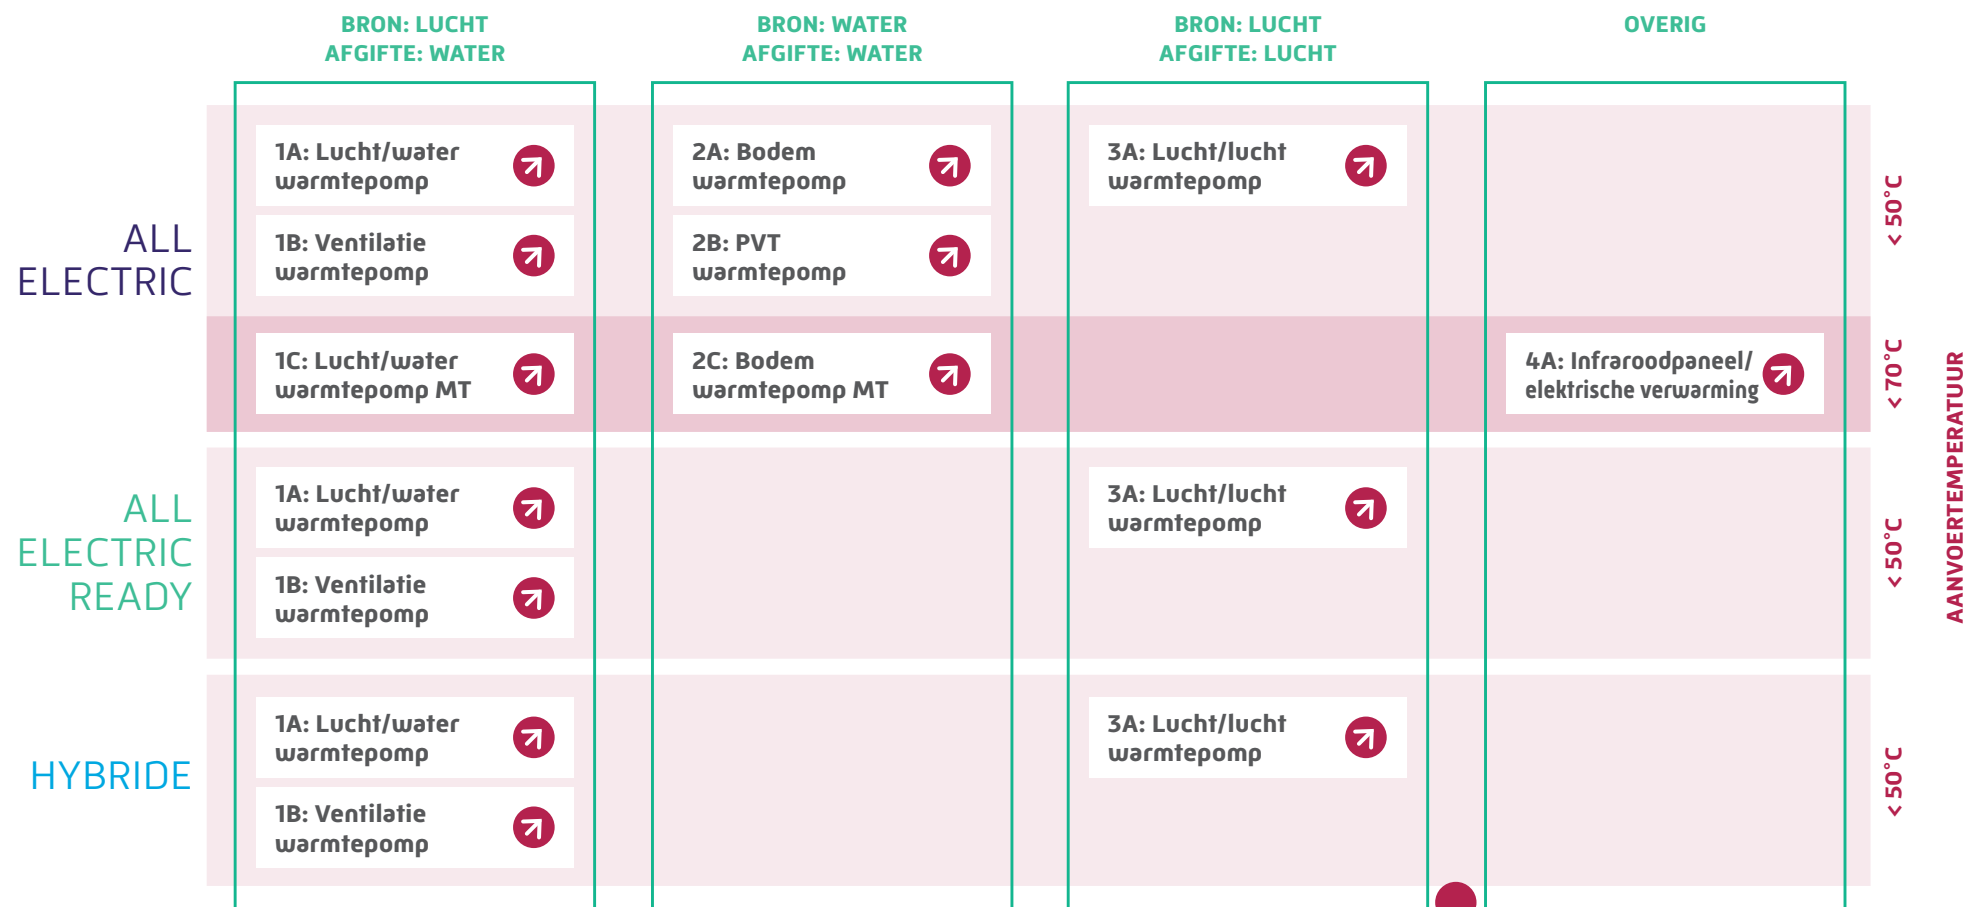 BRON: LUCHT
AFGIFTE: WATER
BRON: WATER
AFGIFTE: WATER
BRON: LUCHT
AFGIFTE: LUCHT
OVERIG
ALL
ELECTRIC
1A: Lucht/water
warmtepomp
2A: Bodem
warmtepomp
3A: Lucht/lucht
warmtepomp
1B: Ventilatie
warmtepomp
2B: PVT
warmtepomp
< 50°C
1C: Lucht/water
warmtepomp MT
2C: Bodem
warmtepomp MT
4A: Infraroodpaneel/
elektrische verwarming
< 70°C
ALL
ELECTRIC
READY
1A: Lucht/water
warmtepomp
3A: Lucht/lucht
warmtepomp
1B: Ventilatie
warmtepomp
< 50°C
HYBRIDE
1A: Lucht/water
warmtepomp
3A: Lucht/lucht
warmtepomp
1B: Ventilatie
warmtepomp
< 50°C
AANVOERTEMPERATUUR